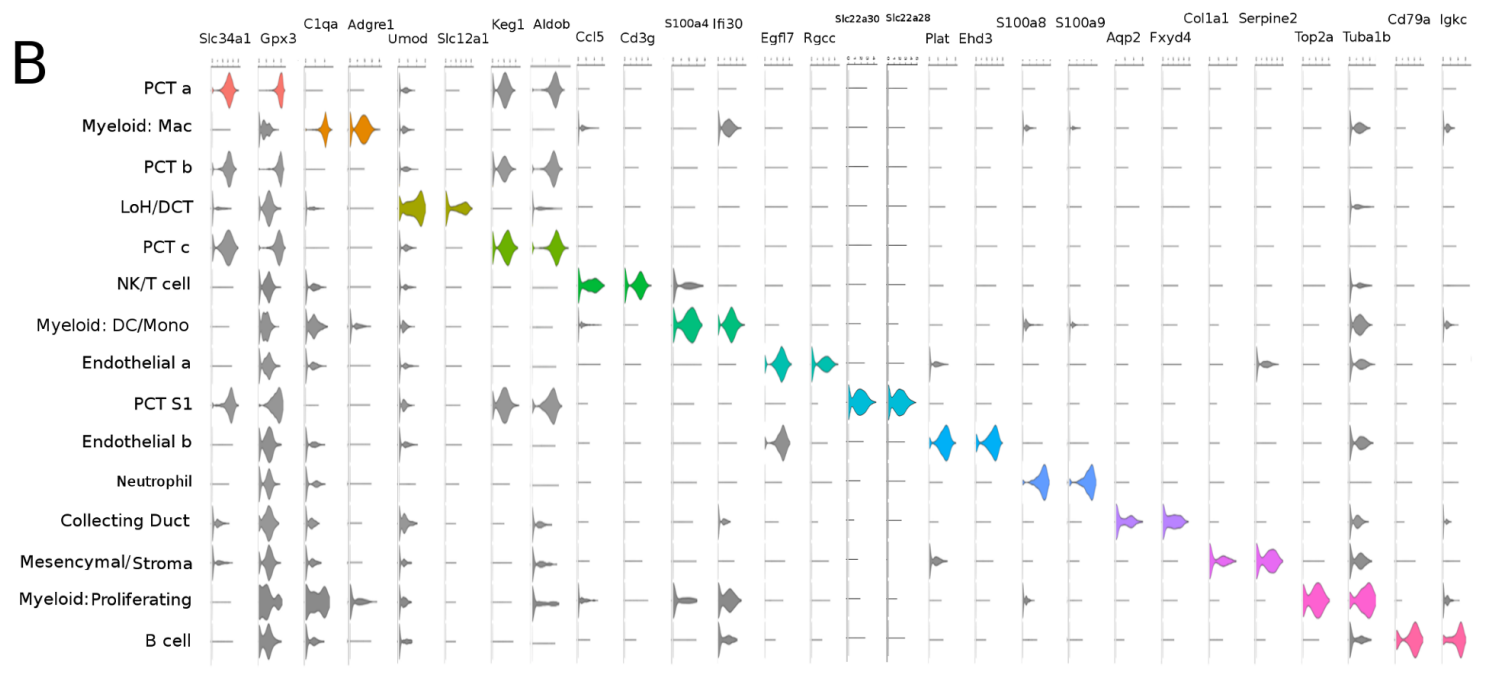 B
Slc34a1 Gpx3 C1qa Adgre1 Umod Slc12a1 Keg1 Aldob Ccl5 Cd3g S100a4 Ifi30 Egfl7 Rgcc Slc22a30 Slc22a28 Plat Ehd3 S100a8 S100a9 Aqp2 Fxyd4 Col1a1 Serpine2 Top2a Tuba1b Cd79a Igkc
PCT a
Myeloid: Mac
PCT b
LoH/DCT
PCT c
NK/T cell
Myeloid: DC/Mono
Endothelial a
PCT S1
Endothelial b
Neutrophil
Collecting Duct
Mesencymal/Stroma
Myeloid:Proliferating
B cell